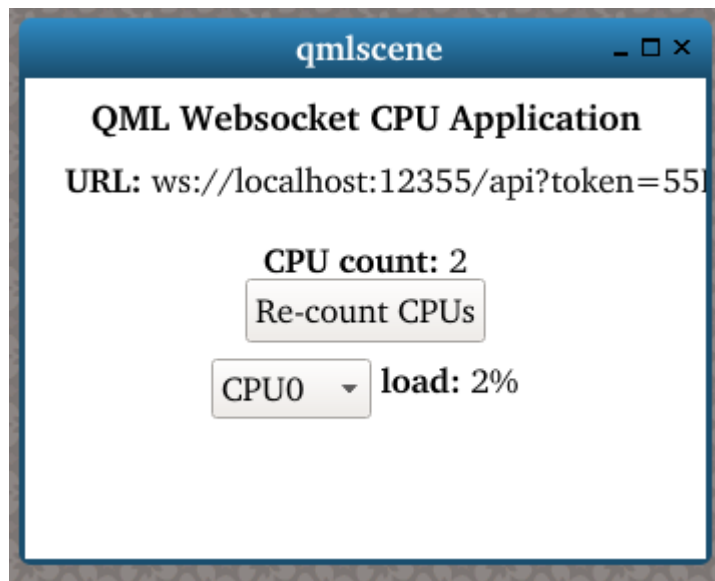 qmlscene
QML Websocket CPU Application
URL: ws://localhost:12355/api?token=55
CPU count: 2
Re-count CPUs
CPU0 load: 2%